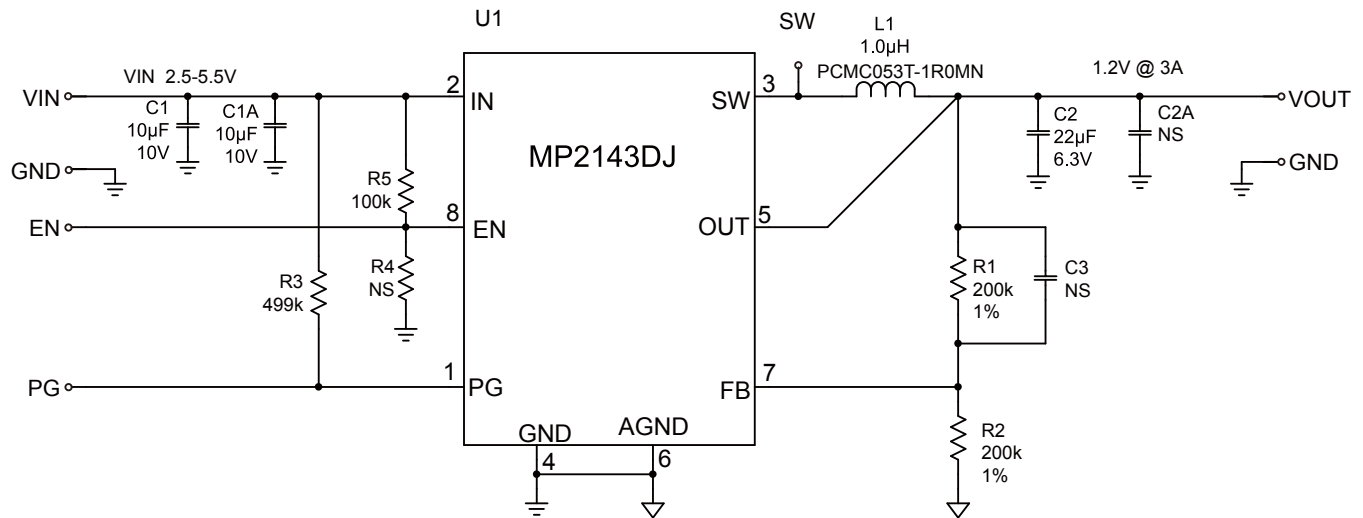 U1
SW
L1
1.0µH
PCMC053T-1R0MN
VIN 2.5-5.5V
1.2V @ 3A
VIN
C1
10µF
10V
C1A
10µF
10V
2
IN
SW
3
C2
22µF
6.3V
C2A
NS
VOUT
MP2143DJ
GND
GND
R5
100k
EN
8
EN
OUT
5
R4
NS
R3
499k
R1
200k
1%
C3
NS
PG
1
PG
FB
7
GND
AGND
4
6
R2
200k
1%